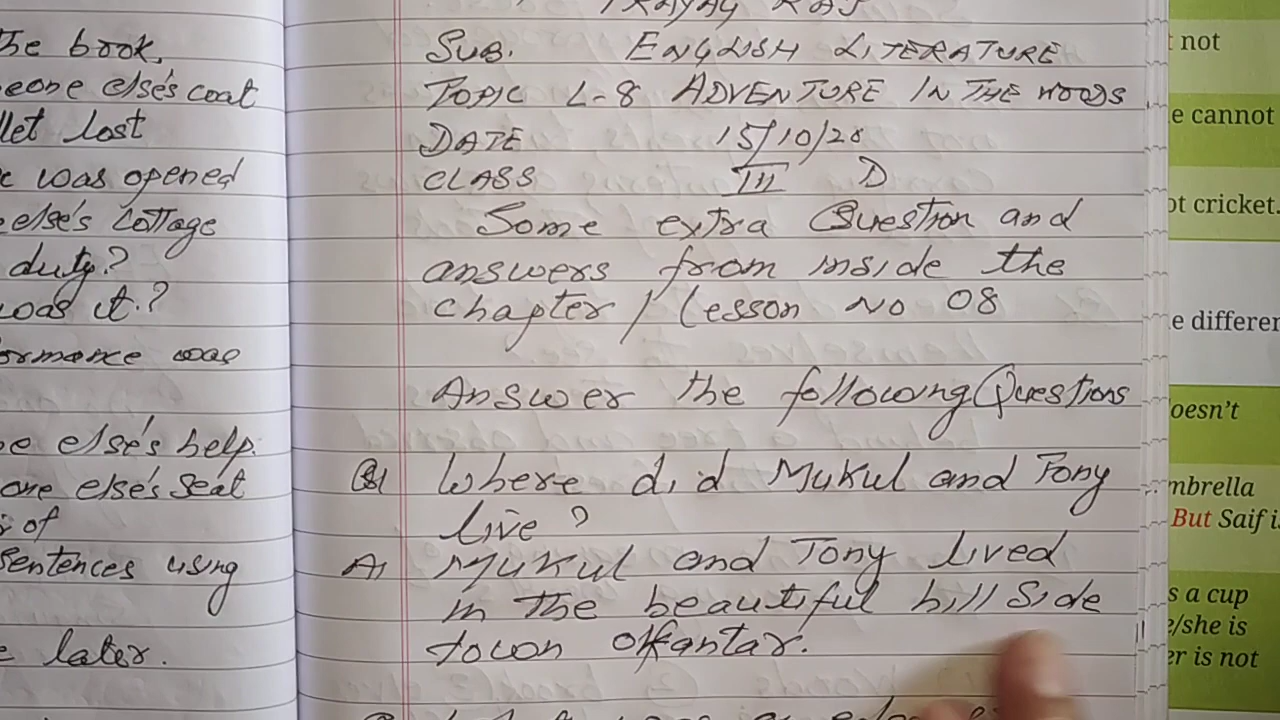 the book,
eone else's coat
let lost
was opened
else's Cottage
duty?
was it?
ormance was
else's help.
one else's Seat
of
Sentences using
later.
PRAYAG RAJ
SUB. ENGLISH LITERATURE
TOPIC L-8 ADVENTURE IN THE WOODS
DATE 15/10/20
CLASS III D
Some extra Question and
answers from inside the
chapter / Lesson No 08
Answer the following Questions
Q1 Where did Mukul and Tony
live?
A1 Mukul and Tony lived
in the beautiful hill Side
town of Kantar.
not
e cannot
ot cricket.
e differen
oesn't
mbrella
But Saif is
s a cup
e/she is
er is not